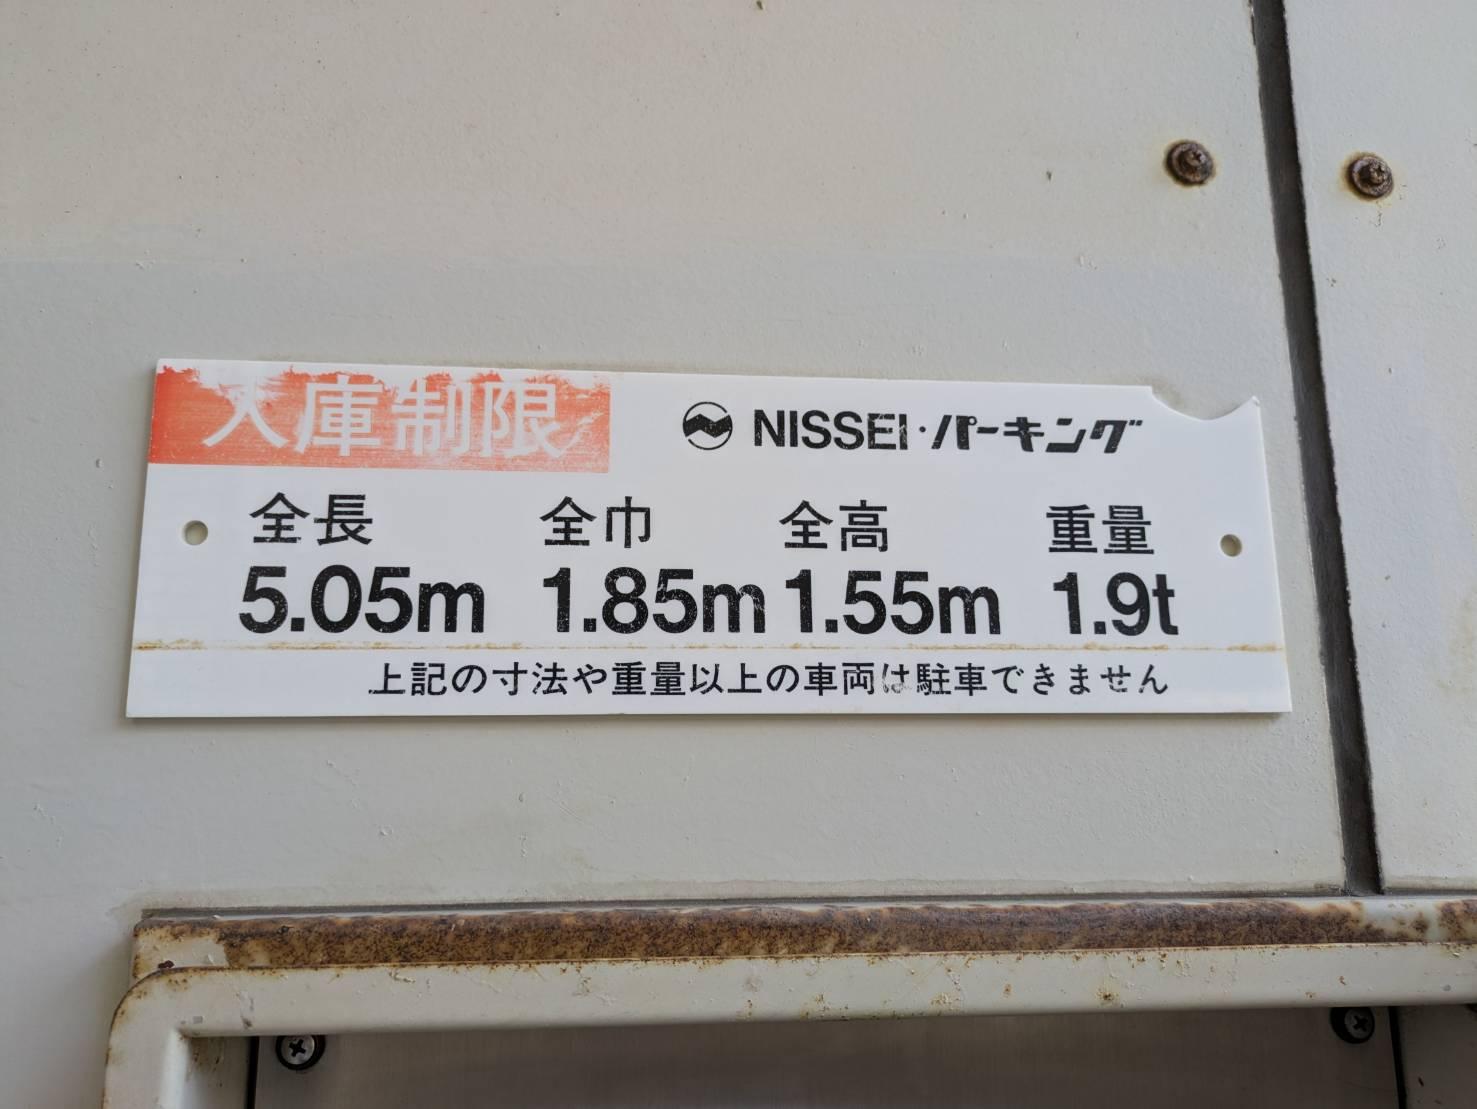 入庫制限
NISSEI・パーキング
全長 全巾 全高 重量
5.05m 1.85m 1.55m 1.9t
上記の寸法や重量以上の車両は駐車できません